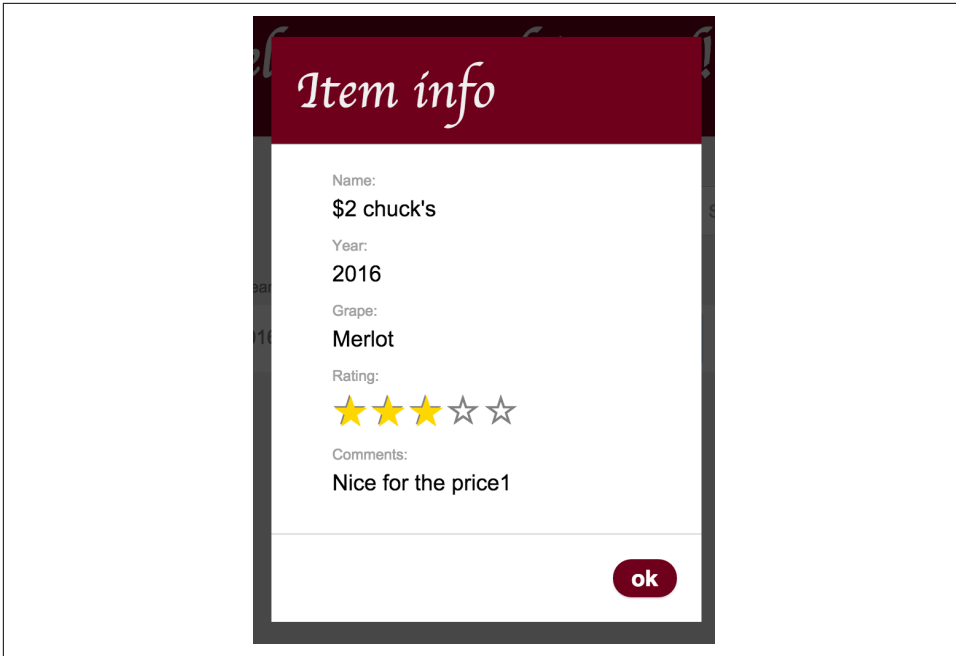 Item info
Name:
$2 chuck's
Year:
2016
Grape:
Merlot
Rating:
Comments:
Nice for the price1
ok